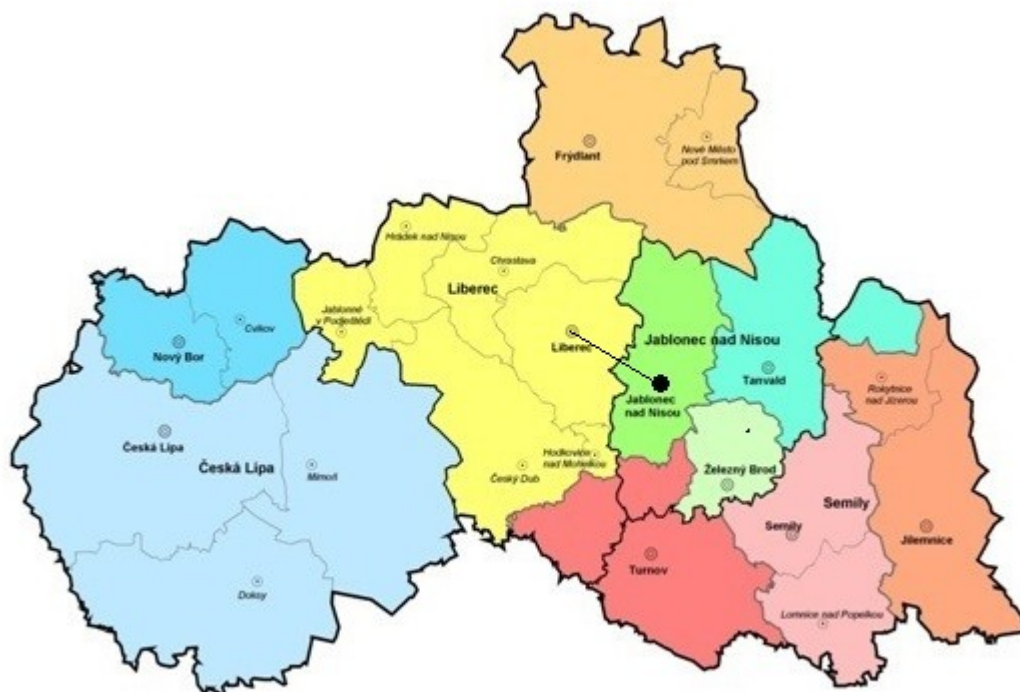 Frýdlant
Nové Město
pod Smrkem
Hrádek nad Nisou
Chrastava
Liberec
Jablonné
v Podještědí
Cvikov
Nový Bor
Liberec
Jablonec nad Nisou
Tanvald
Rokytnice
nad Jizerou
Jablonec
nad Nisou
Česká Lípa
Česká Lípa
Mimoň
Český Dub
Hodkovice
nad Mohelkou
Železný Brod
Semily
Semily
Jilemnice
Turnov
Doksy
Lomnice nad Popelkou